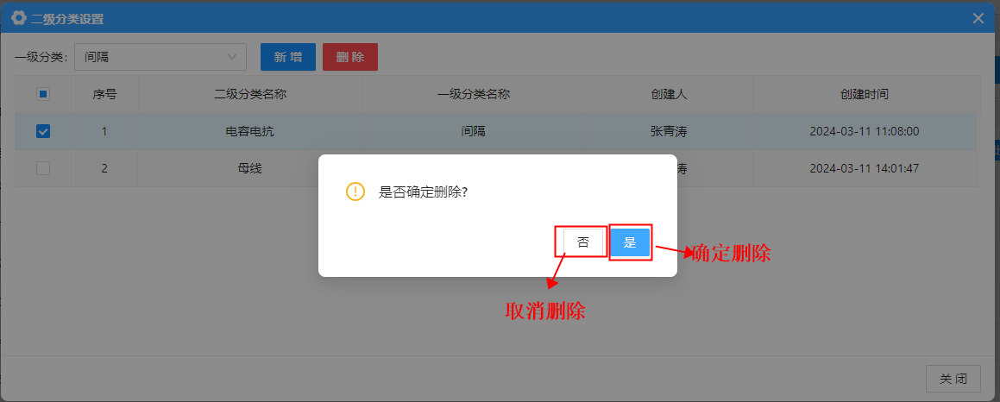 二级分类设置
一级分类： 间隔 新 增 删 除
序号 二级分类名称 一级分类名称 创建人 创建时间
1 电容电抗 间隔 张青涛 2024-03-11 11:08:00
2 母线 涛 2024-03-11 14:01:47
是否确定删除?
否 是
确定删除
取消删除
关 闭